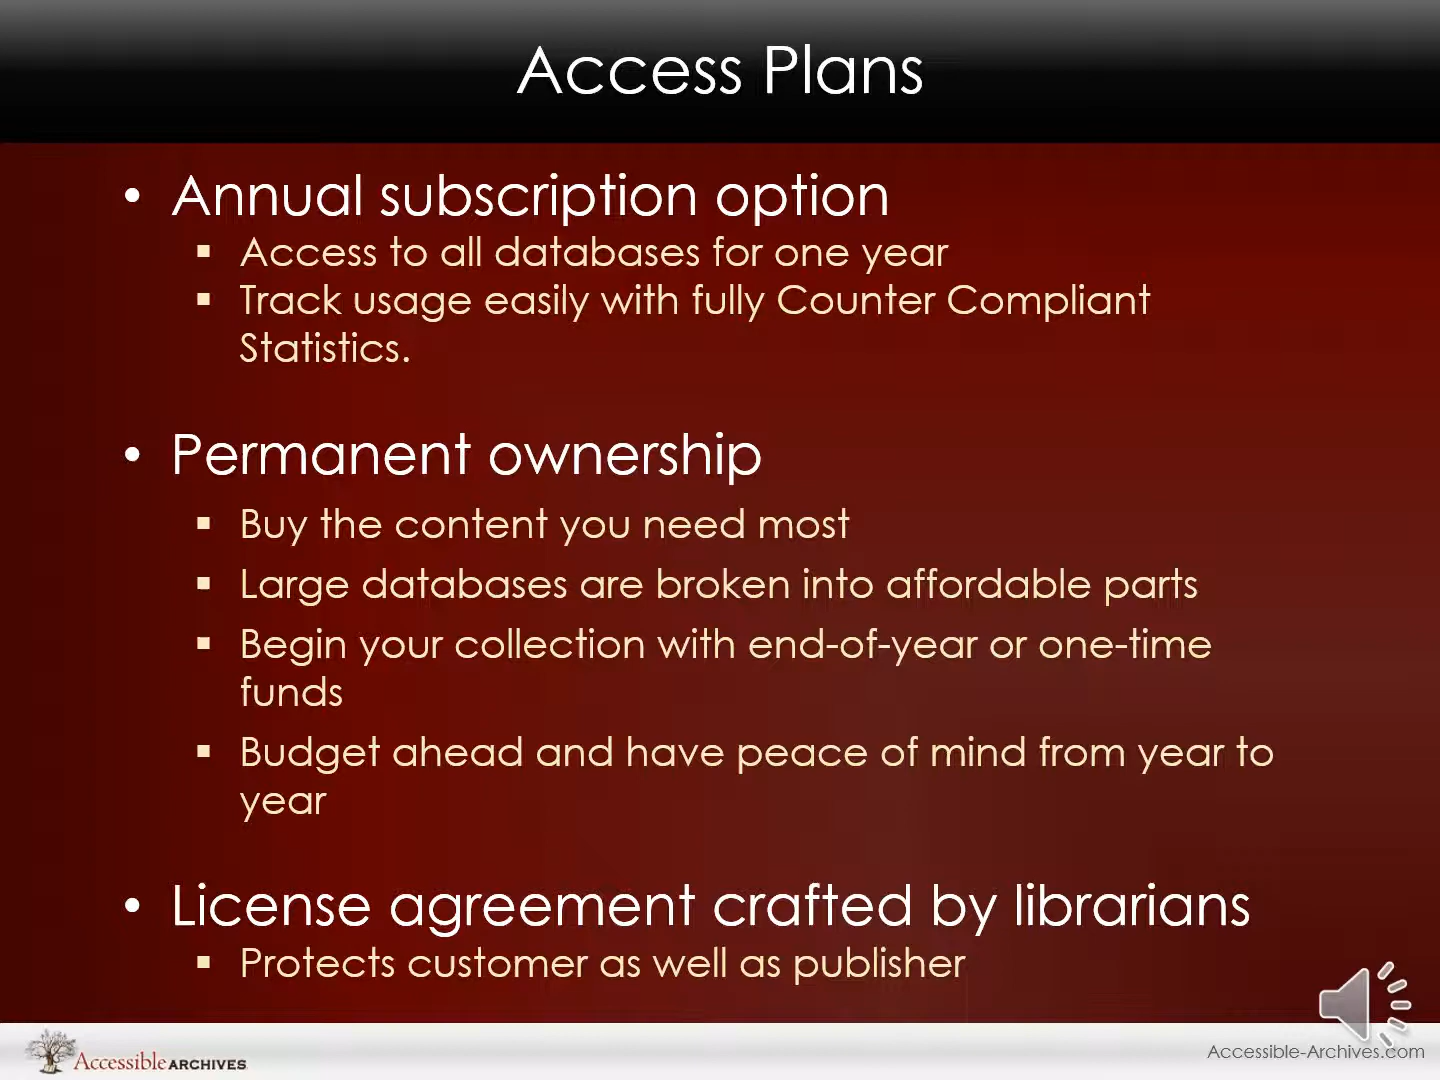 Access Plans
• Annual subscription option
▪ Access to all databases for one year
▪ Track usage easily with fully Counter Compliant
Statistics.
• Permanent ownership
▪ Buy the content you need most
▪ Large databases are broken into affordable parts
▪ Begin your collection with end-of-year or one-time
funds
▪ Budget ahead and have peace of mind from year to
year
• License agreement crafted by librarians
▪ Protects customer as well as publisher
Accessible ARCHIVES
Accessible-Archives.com